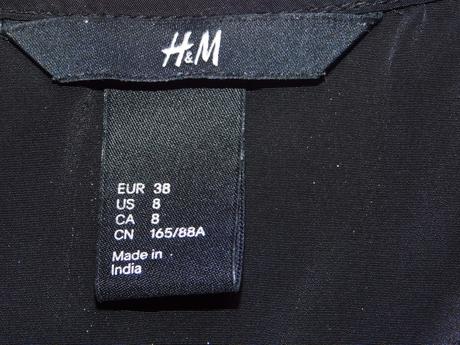 H&M
EUR 38
US 8
CA 8
CN 165/88A
Made in
India